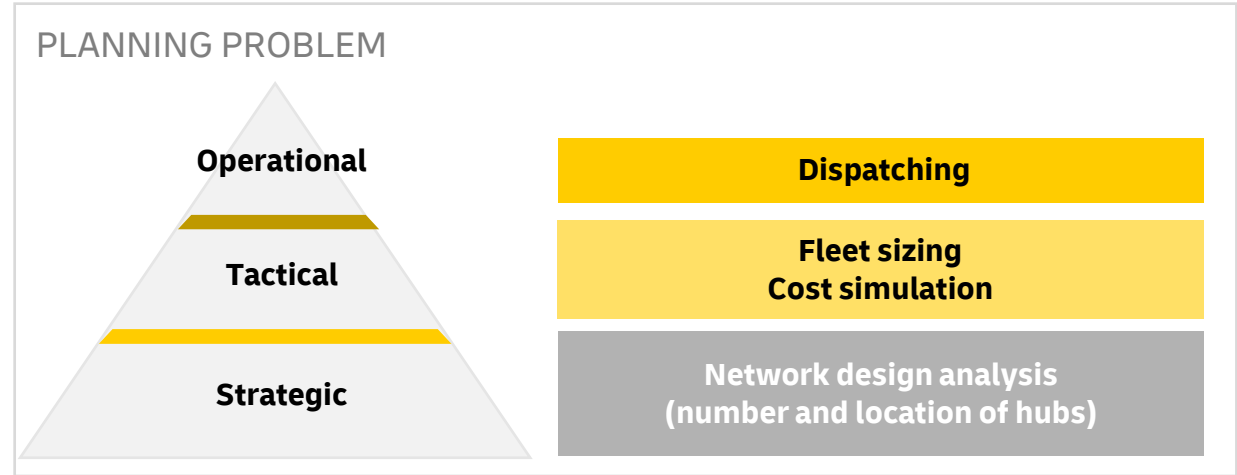 PLANNING PROBLEM
Operational
Dispatching
Tactical
Fleet sizing
Cost simulation
Strategic
Network design analysis
(number and location of hubs)